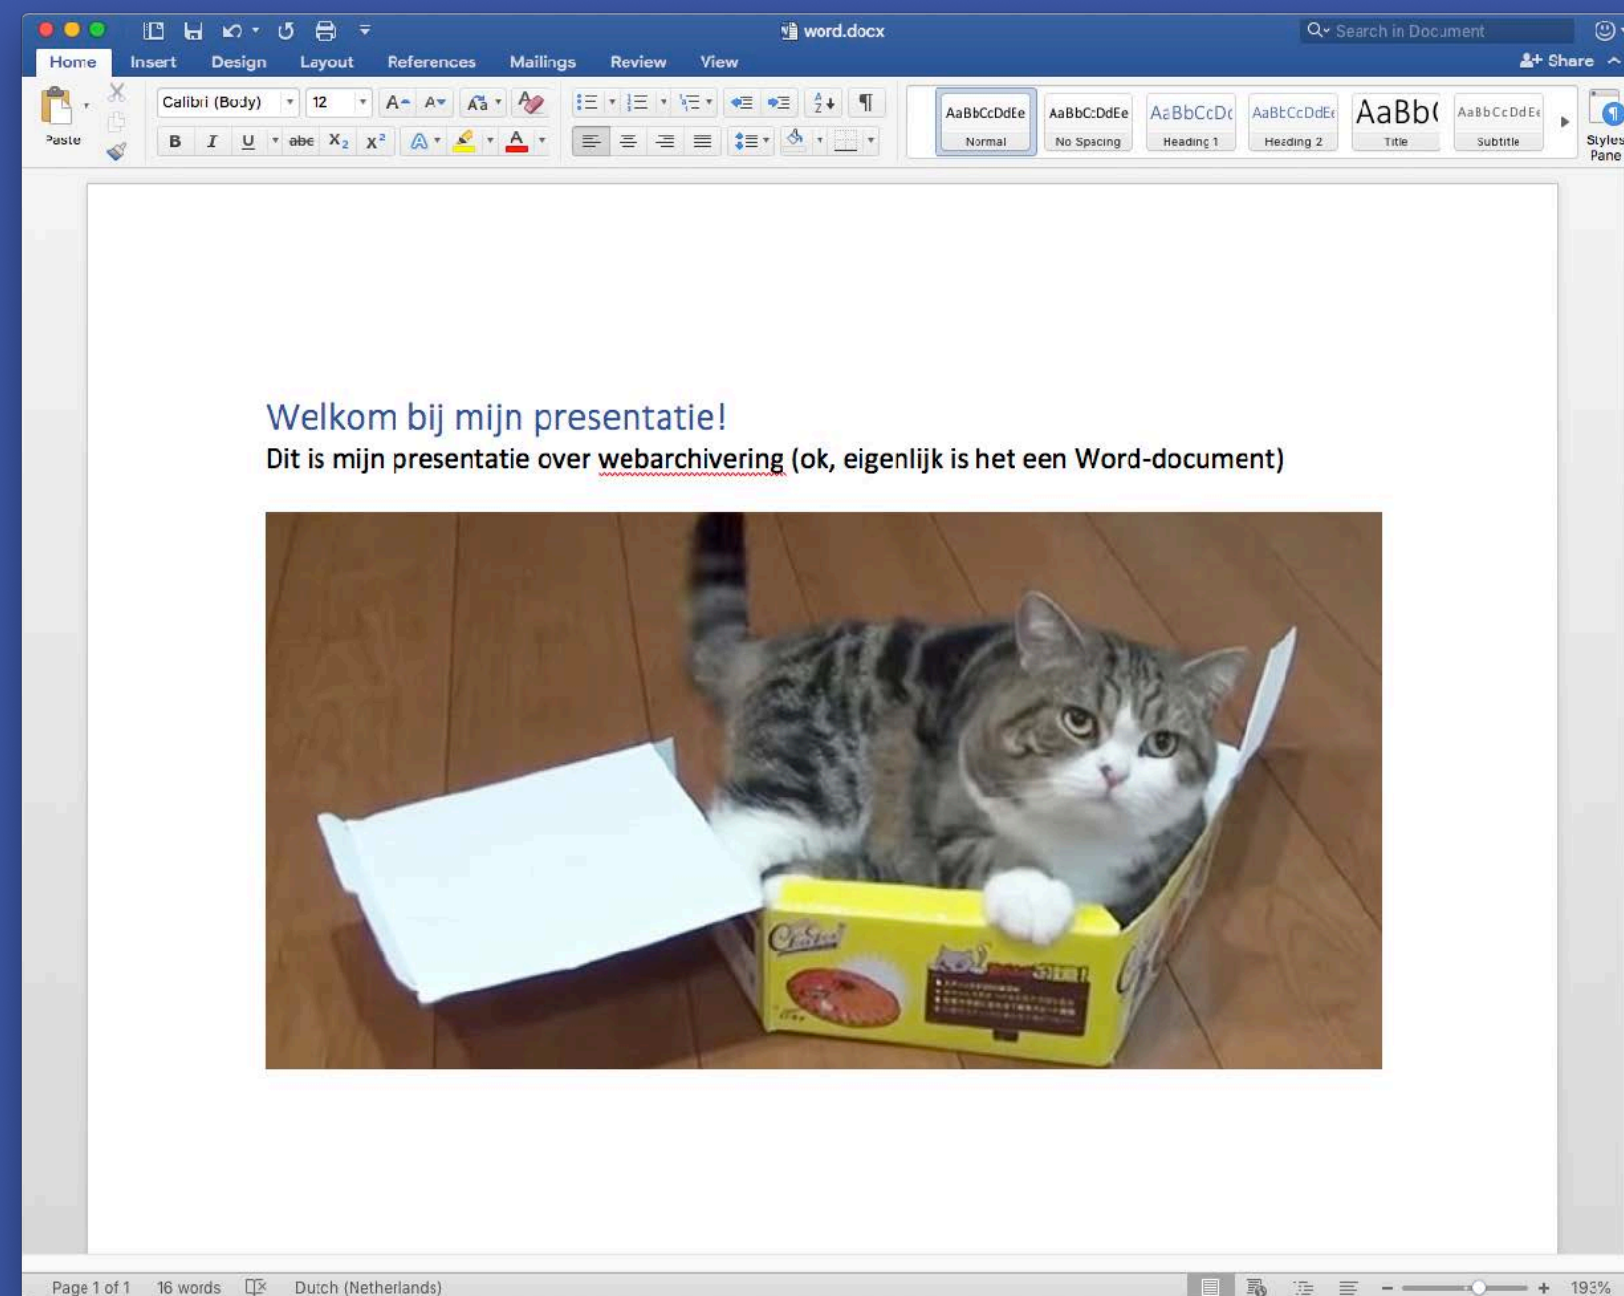 word.docx
Search in Document
Home Insert Design Layout References Mailings Review View
Share
Paste
Calibri (Body) 12
AaBbCcDdEe AaBbCcDdEe AaBbCcDc AaBbCcDdEe AaBb( AaBbCcDdEe
Normal No Spacing Heading 1 Heading 2 Title Subtitle
Styles
Pane
B I U abc X₂ X² A A
Welkom bij mijn presentatie!
Dit is mijn presentatie over webarchivering (ok, eigenlijk is het een Word-document)
Page 1 of 1 16 words Dutch (Netherlands) 193%